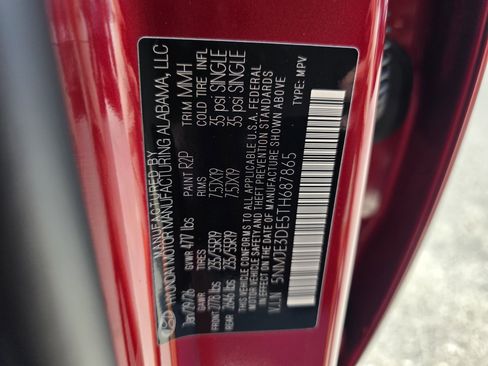 MANUFACTURED BY
HYUNDAI MOTOR MANUFACTURING ALABAMA, LLC
Jan/29/26 GVWR 4771 lbs PAINT R2P TRIM MMH
GAWR TIRES RIMS COLD TIRE INFL
FRONT 2778 lbs 235/55R19 7.5JX19 35 psi SINGLE
REAR 2646 lbs 235/55R19 7.5JX19 35 psi SINGLE
THIS VEHICLE CONFORMS TO ALL APPLICABLE U.S.A. FEDERAL
MOTOR VEHICLE SAFETY AND THEFT PREVENTION STANDARDS
IN EFFECT ON THE DATE OF MANUFACTURE SHOWN ABOVE
V.I.N 5NMJE3DE5TH687865 TYPE: MPV